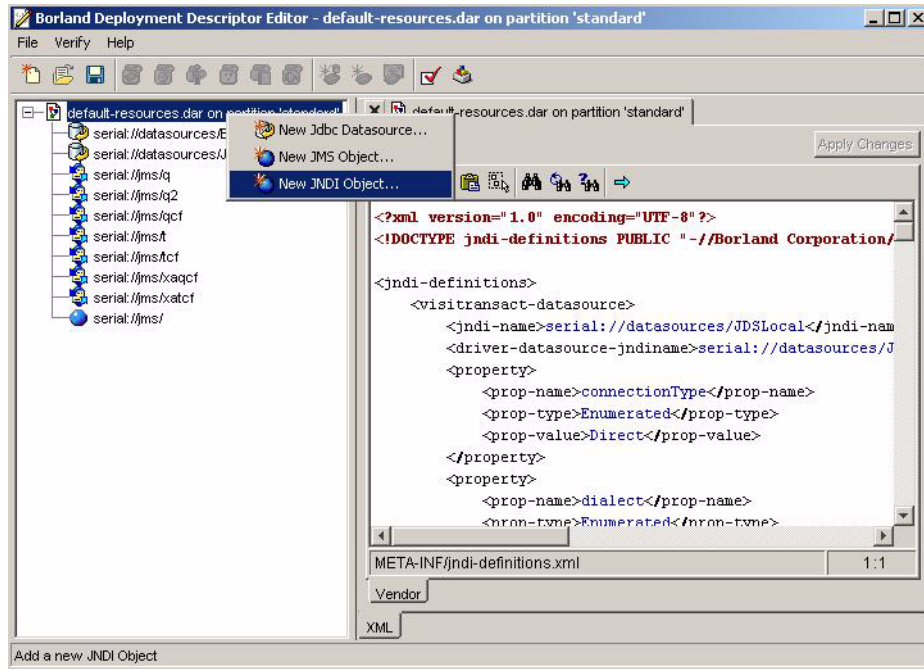 Borland Deployment Descriptor Editor - default-resources.dar on partition 'standard'
File Verify Help
default-resources.dar on partition 'standard'
serial://datasources/
serial://datasources/J
serial://jms/q
serial://jms/q2
serial://jms/qcf
serial://jms/t
serial://jms/tcf
serial://jms/xaqcf
serial://jms/xatcf
serial://jms/
New Jdbc Datasource...
New JMS Object...
New JNDI Object...
default-resources.dar on partition 'standard'
Apply Changes
<?xml version="1.0" encoding="UTF-8"?>
<!DOCTYPE jndi-definitions PUBLIC "-//Borland Corporation/
<jndi-definitions>
<visitransact-datasource>
<jndi-name>serial://datasources/JDSLocal</jndi-nam
<driver-datasource-jndiname>serial://datasources/J
<property>
<prop-name>connectionType</prop-name>
<prop-type>Enumerated</prop-type>
<prop-value>Direct</prop-value>
</property>
<property>
<prop-name>dialect</prop-name>
<prop-type>Enumerated</prop-type>
META-INF/jndi-definitions.xml
1:1
Vendor
XML
Add a new JNDI Object